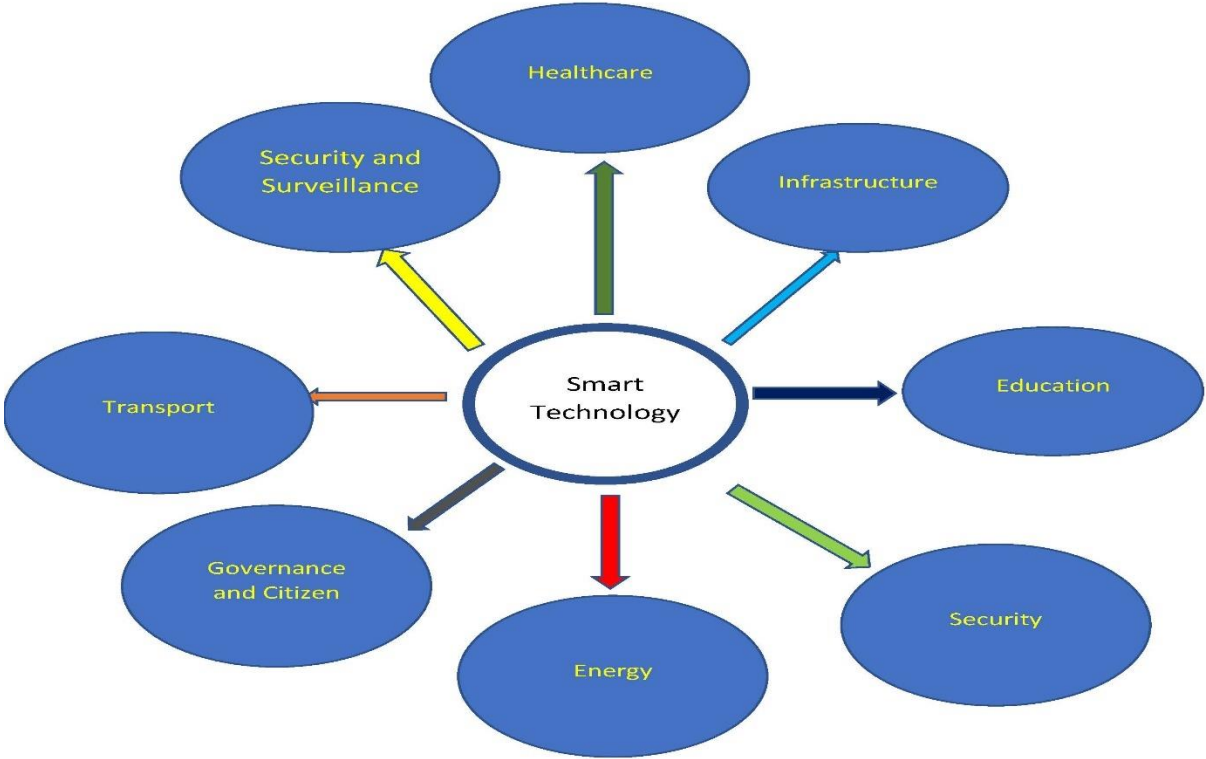 Healthcare
Security and
Surveillance
Infrastructure
Smart
Technology
Education
Transport
Governance
and Citizen
Security
Energy